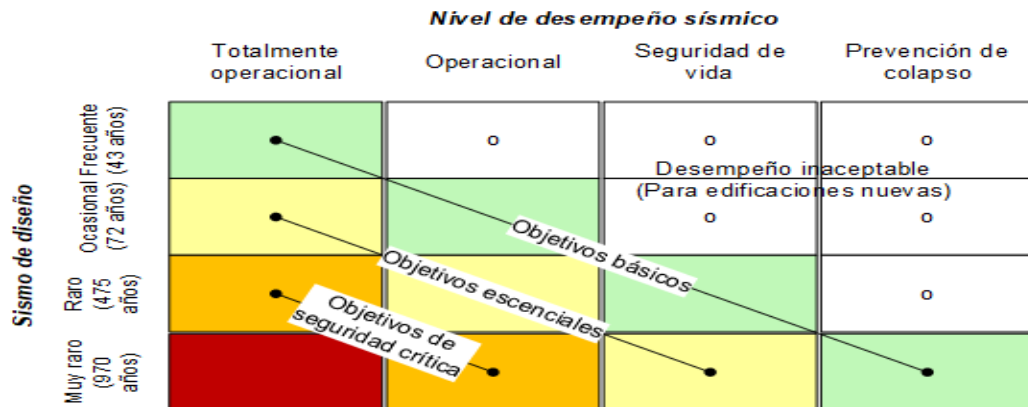 Nivel de desempeño sísmico
Totalmente
operacional
Operacional
Seguridad de
vida
Prevención de
colapso
Sismo de diseño
Frecuente
(43 años)
Ocasional
(72 años)
Raro
(475
años)
Muy raro
(970
años)
o
o
o
Desempeño inaceptable
(Para edificaciones nuevas)
o
o
o
Objetivos básicos
Objetivos escenciales
Objetivos de
seguridad crítica